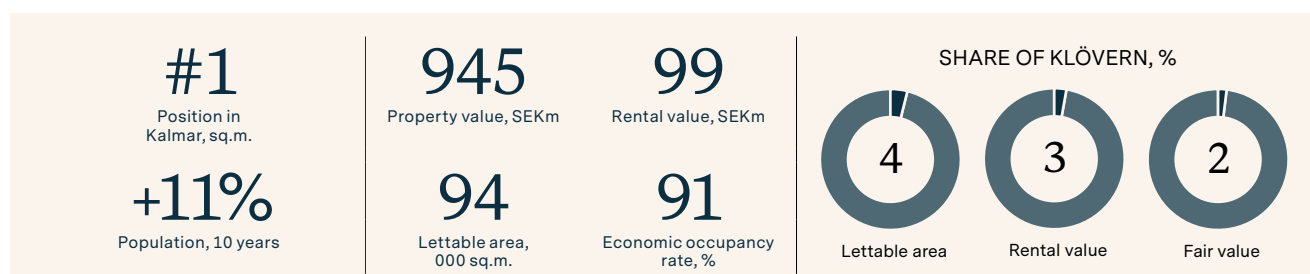 #1
Position in
Kalmar, sq.m.
+11%
Population, 10 years
945
Property value, SEKm
99
Rental value, SEKm
94
Lettable area,
000 sq.m.
91
Economic occupancy
rate, %
SHARE OF KLÖVERN, %
4
Lettable area
3
Rental value
2
Fair value